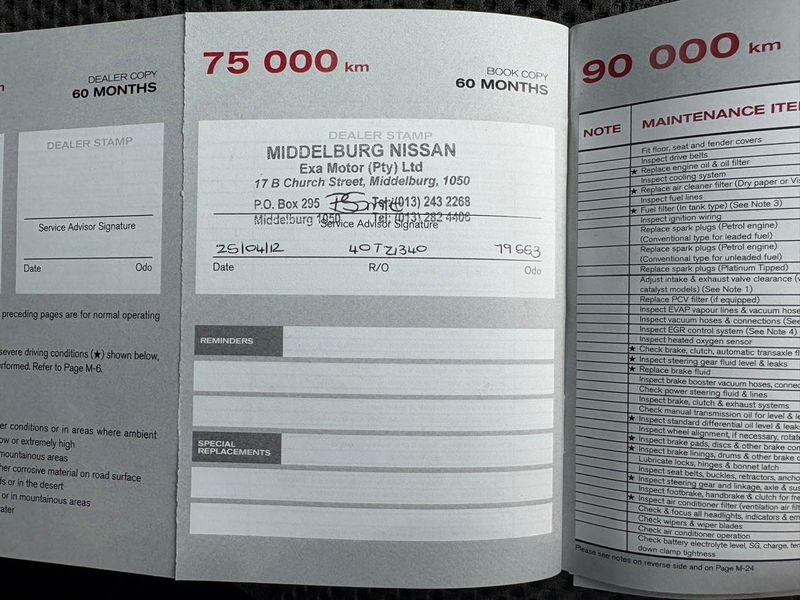 m
DEALER COPY
60 MONTHS
DEALER STAMP
Service Advisor Signature
Date Odo
preceding pages are for normal operating
severe driving conditions (★) shown below,
erformed. Refer to Page M-6.
er conditions or in areas where ambient
ow or extremely high
mountainous areas
her corrosive material on road surface
ds or in the desert
or in mountainous areas
ater
75 000 km
BOOK COPY
60 MONTHS
DEALER STAMP
MIDDELBURG NISSAN
Exa Motor (Pty) Ltd
17 B Church Street, Middelburg, 1050
P.O. Box 295 Tel: (013) 243 2268
Middelburg 1050 Tel: (013) 282 4406
Service Advisor Signature
25/04/12 40TZ1340 79663
Date R/O Odo
REMINDERS
SPECIAL
REPLACEMENTS
90 000 km
NOTE MAINTENANCE ITE
Fit floor, seat and fender covers
Inspect drive belts
★ Replace engine oil & oil filter
Inspect cooling system
★ Replace air cleaner filter (Dry paper or Vis
Inspect fuel lines
★ Fuel filter (In tank type) (See Note 3)
Inspect ignition wiring
Replace spark plugs (Petrol engine)
(Conventional type for leaded fuel)
Replace spark plugs (Petrol engine)
(Conventional type for unleaded fuel)
Replace spark plugs (Platinum Tipped)
Adjust intake & exhaust valve clearance (
catalyst models) (See Note 1)
Replace PCV filter (if equipped)
Inspect EVAP vapour lines & vacuum hose
Inspect vacuum hoses & connections (See
Inspect EGR control system (See Note 4)
Inspect heated oxygen sensor
★ Check brake, clutch, automatic transaxle fl
★ Inspect steering gear fluid level & leaks
★ Replace brake fluid
Inspect brake booster vacuum hoses, connec
Check power steering fluid & lines
Inspect brake, clutch & exhaust systems
Check manual transmission oil for level & le
★ Inspect standard differential oil level & leaks
Inspect wheel alignment, if necessary, rotate
★ Inspect brake pads, discs & other brake con
★ Inspect brake linings, drums & other brake c
Lubricate locks, hinges & bonnet latch
Inspect seat belts, buckles, retractors, ancho
★ Inspect steering gear and linkage, axle & sus
Inspect footbrake, handbrake & clutch for fre
★ Inspect air conditioner filter (ventilation air filt
Check & focus all headlights, indicators & em
Check wipers & wiper blades
Check air conditioner operation
Check battery electrolyte level, SG, charge, te
down clamp tightness
Please see notes on reverse side and on Page M-24